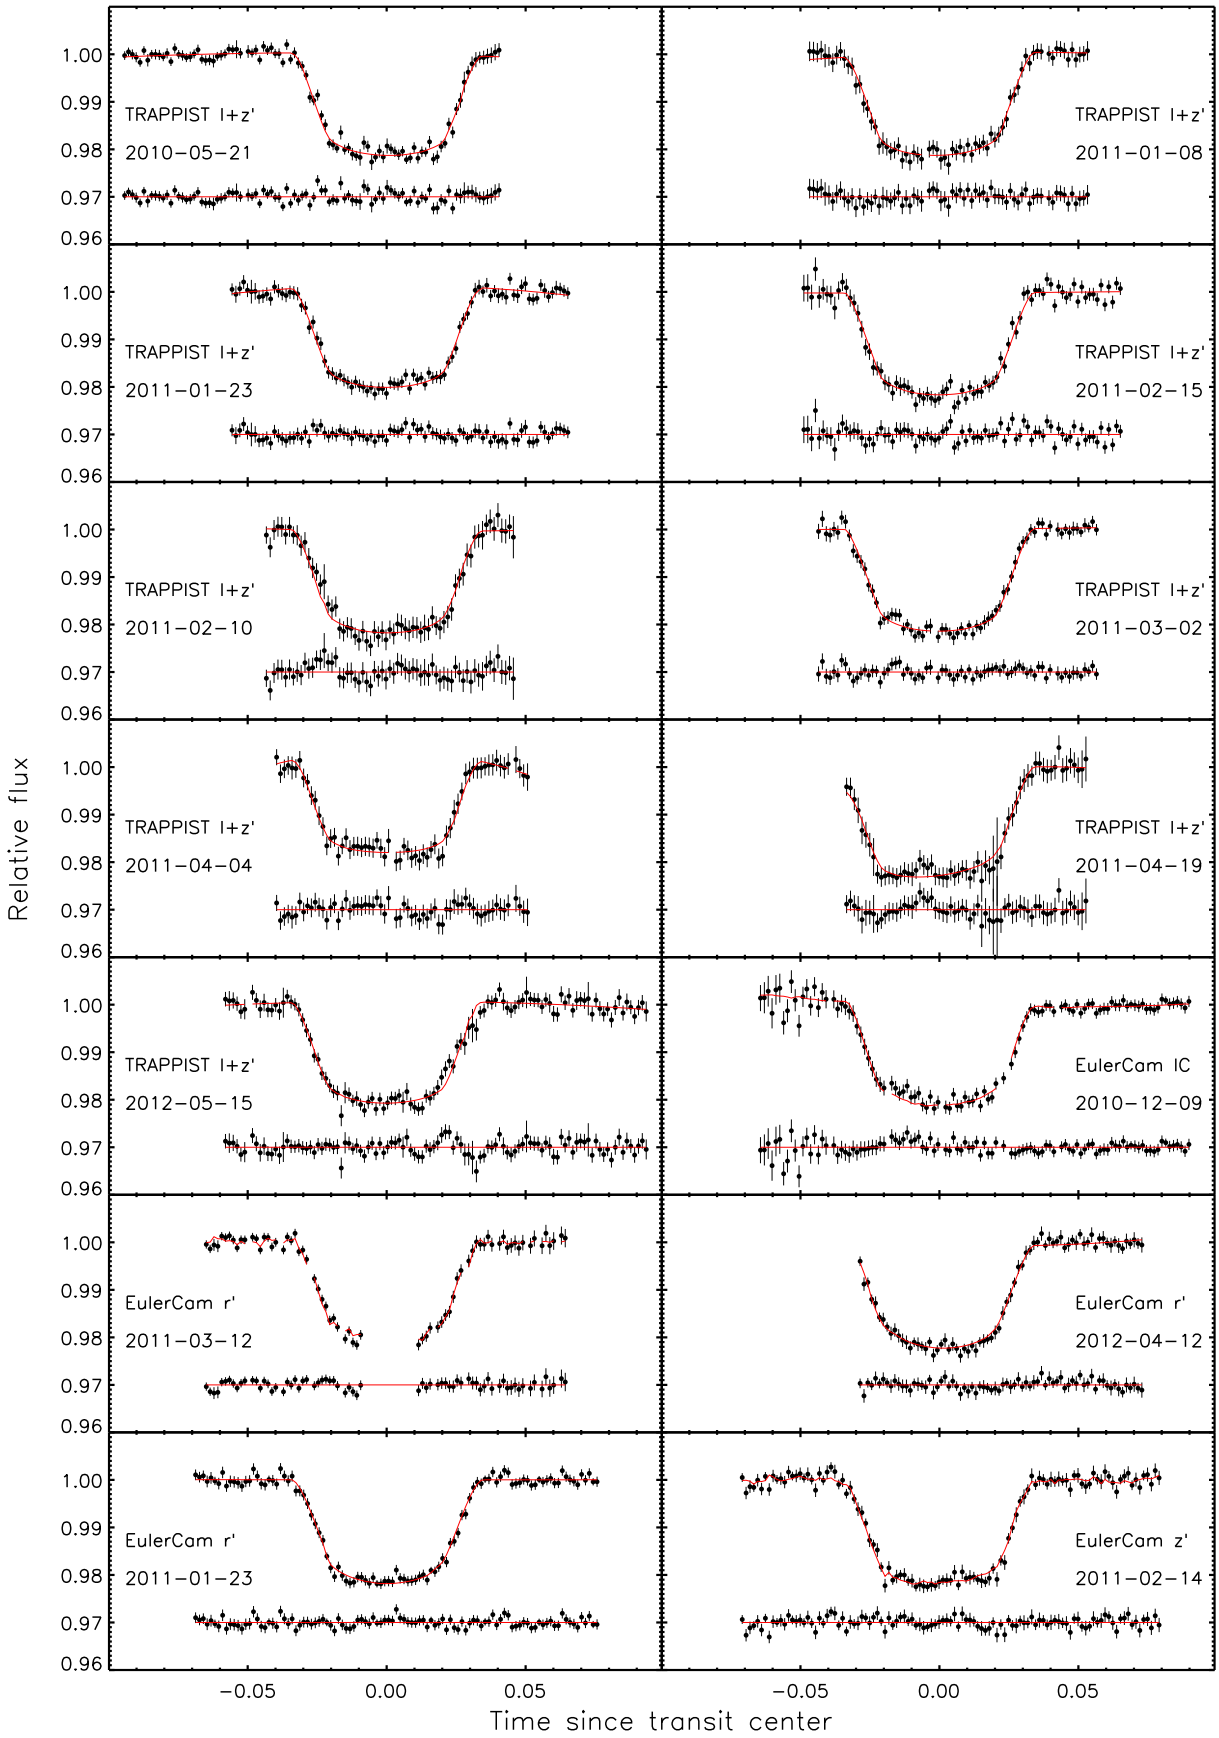 1.00
0.99
0.98
0.97
0.96
TRAPPIST I+z'
2010-05-21
TRAPPIST I+z'
2011-01-08
1.00
0.99
0.98
0.97
0.96
TRAPPIST I+z'
2011-01-23
TRAPPIST I+z'
2011-02-15
1.00
0.99
0.98
0.97
0.96
TRAPPIST I+z'
2011-02-10
TRAPPIST I+z'
2011-03-02
1.00
0.99
0.98
0.97
0.96
TRAPPIST I+z'
2011-04-04
TRAPPIST I+z'
2011-04-19
1.00
0.99
0.98
0.97
0.96
TRAPPIST I+z'
2012-05-15
EulerCam IC
2010-12-09
1.00
0.99
0.98
0.97
0.96
EulerCam r'
2011-03-12
EulerCam r'
2012-04-12
1.00
0.99
0.98
0.97
0.96
EulerCam r'
2011-01-23
EulerCam z'
2011-02-14
Relative flux
-0.05 0.00 0.05 -0.05 0.00 0.05
Time since transit center